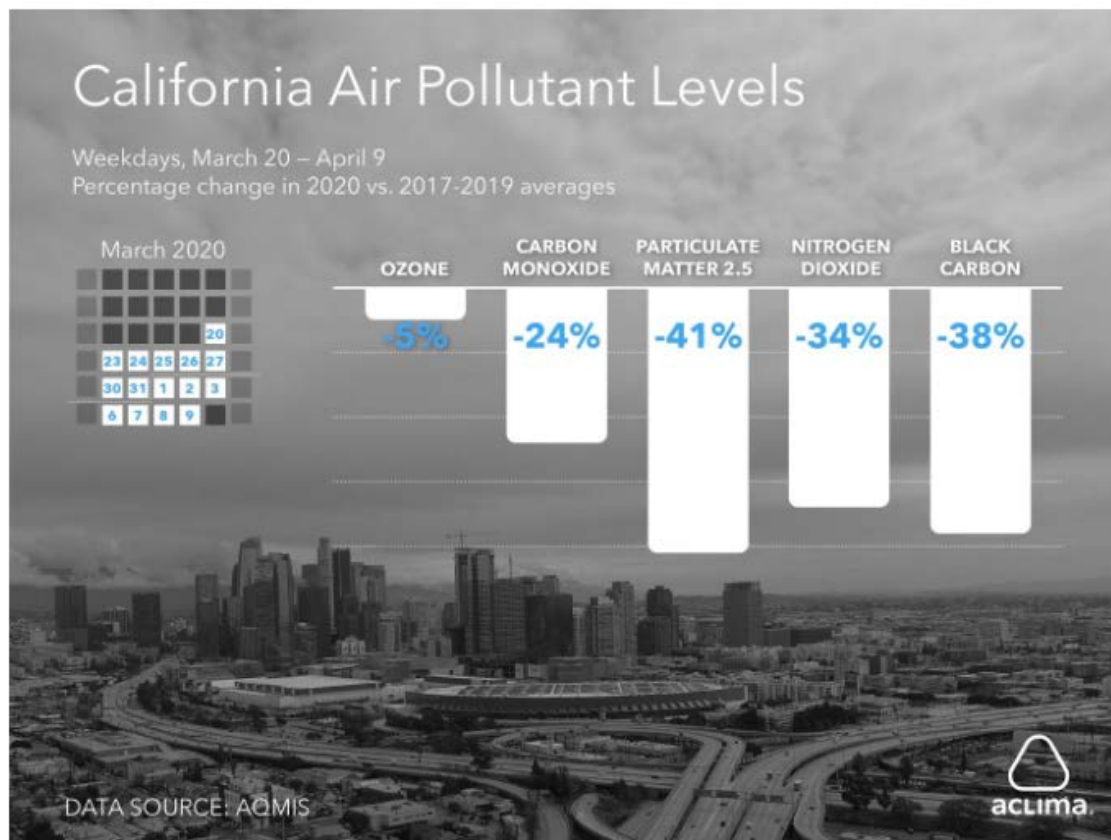 California Air Pollutant Levels
Weekdays, March 20 – April 9
Percentage change in 2020 vs. 2017-2019 averages
March 2020
20
23 24 25 26 27
30 31 1 2 3
6 7 8 9
OZONE
CARBON
MONOXIDE
PARTICULATE
MATTER 2.5
NITROGEN
DIOXIDE
BLACK
CARBON
-5% -24% -41% -34% -38%
DATA SOURCE: AQMIS
aclima.